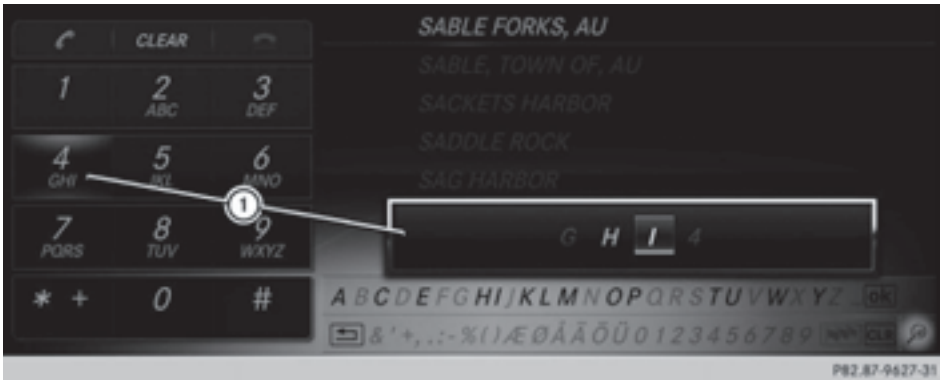 CLEAR
1
2 ABC
3 DEF
4 GHI
5 JKL
6 MNO
7 PQRS
8 TUV
9 WXYZ
* + 0 #
1
SABLE FORKS, AU
SABLE, TOWN OF, AU
SACKETS HARBOR
SADDLE ROCK
SAG HARBOR
G H I 4
A B C D E F G H I J K L M N O P Q R S T U V W X Y Z _ ok
& ' + , . : - % ( ) Æ Ø Å Ä Ö Ü 0 1 2 3 4 5 6 7 8 9 CLR
P82.87-9627-31